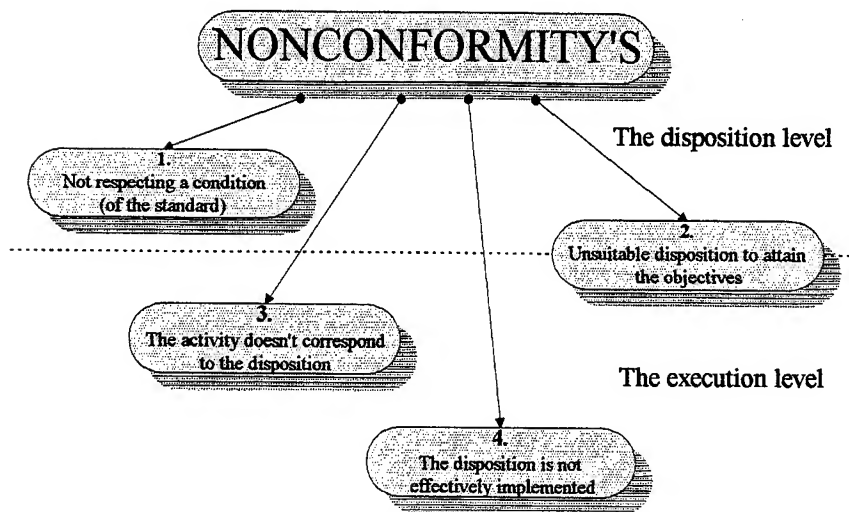 NONCONFORMITY'S
The disposition level
1.
Not respecting a condition
(of the standard)
2.
Unsuitable disposition to attain
the objectives
3.
The activity doesn't correspond
to the disposition
The execution level
4.
The disposition is not
effectively implemented